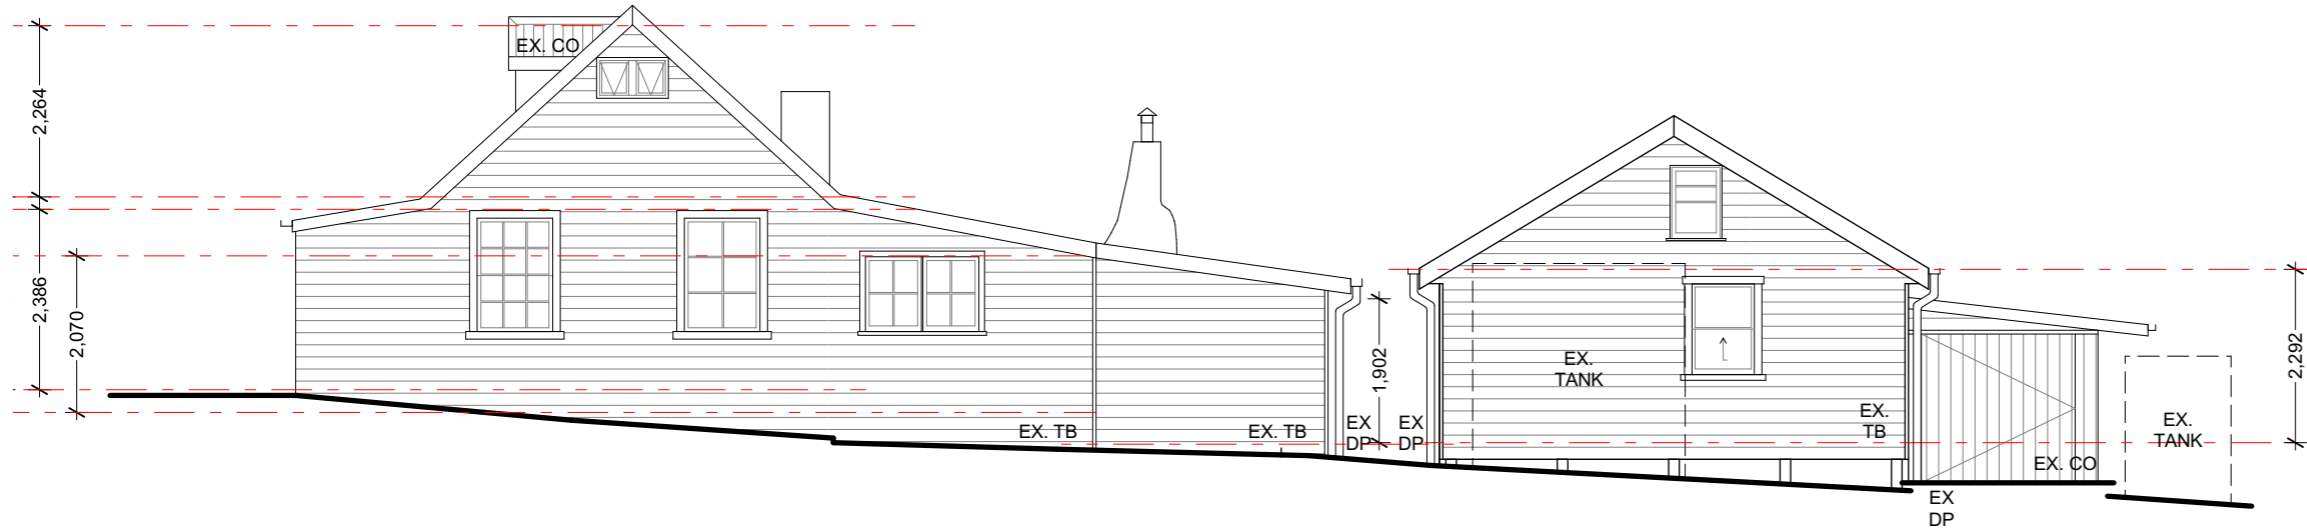 EX. CO
2,264
2,386
2,070
1,902
2,292
EX.
TANK
EX. TB
EX. TB
EX
DP
EX
DP
EX.
TB
EX.
TANK
EX. CO
EX
DP